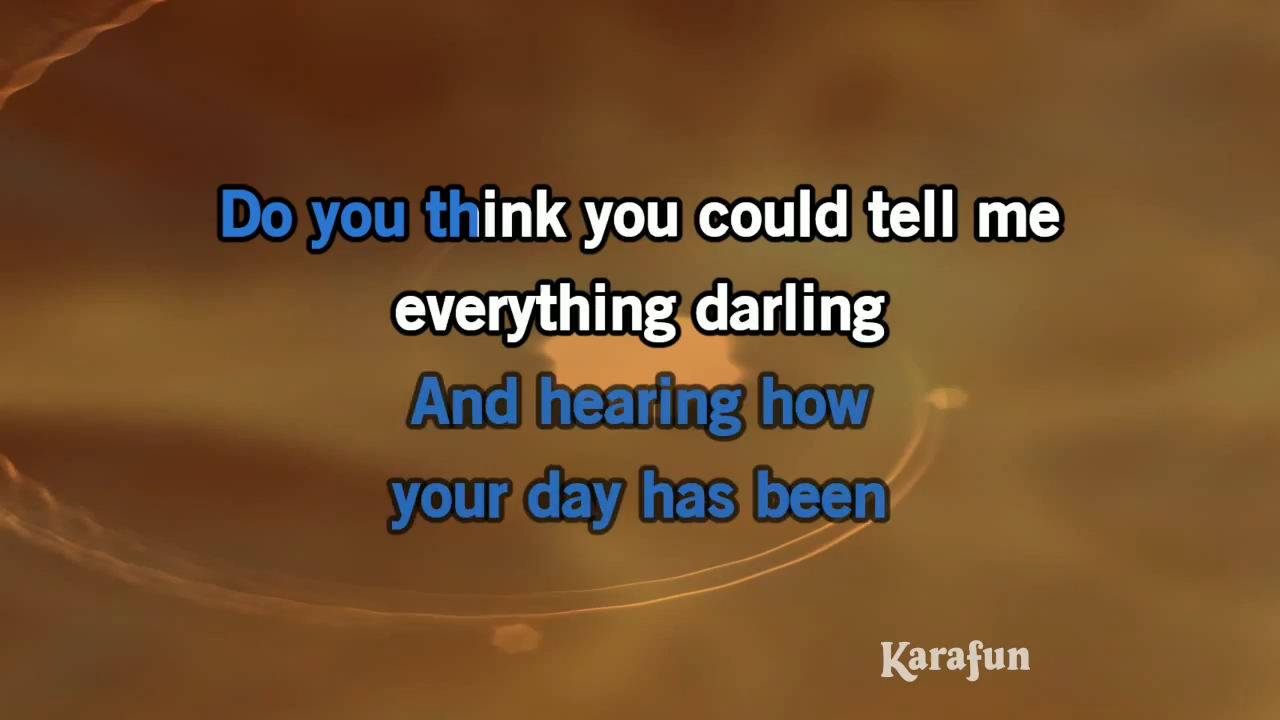 Do you think you could tell me
everything darling
And hearing how
your day has been
Karafun